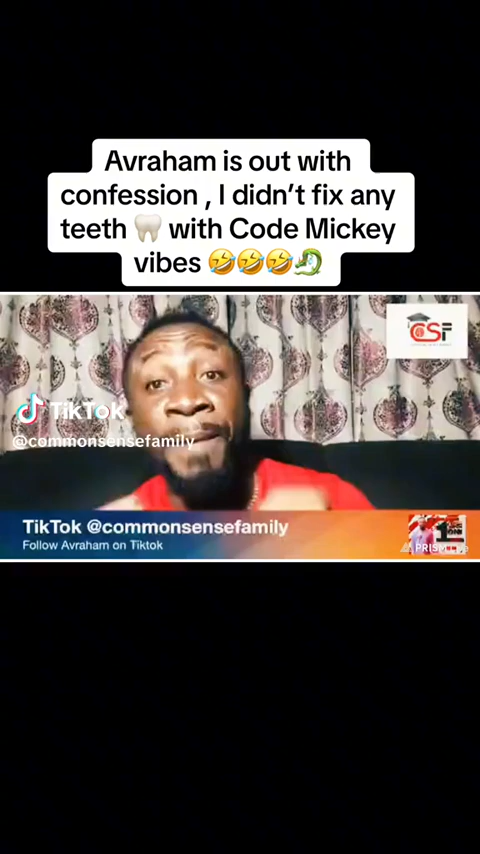 Avraham is out with
confession , I didn't fix any
teeth 🦷 with Code Mickey
vibes 🤣🤣🤣🐉
CSF
TikTok
@commonsensefamily
TikTok @commonsensefamily
Follow Avraham on Tiktok
PRISM